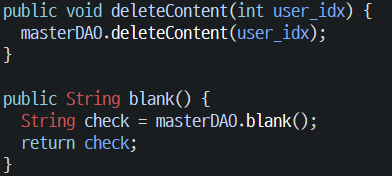 public void deleteContent(int user_idx) {
  masterDAO.deleteContent(user_idx);
}

public String blank() {
  String check = masterDAO.blank();
  return check;
}